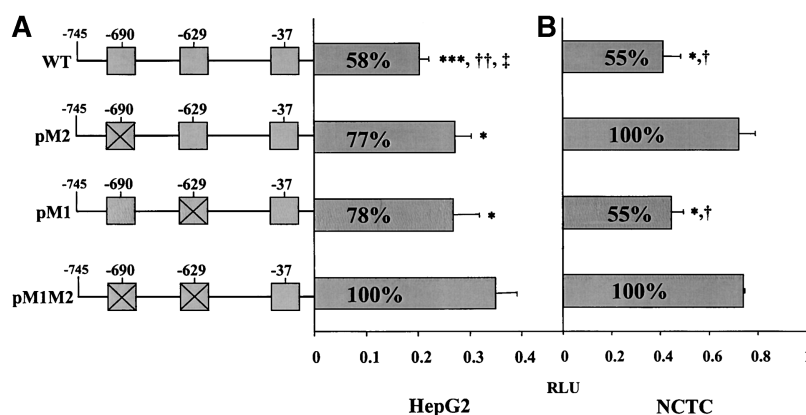 A
B
-745 -690 -629 -37
WT
58%
***, ††, ‡
55%
*,†
-745 -690 -629 -37
pM2
77%
*
100%
-745 -690 -629 -37
pM1
78%
*
55%
*,†
-745 -690 -629 -37
pM1M2
100%
100%
0 0.1 0.2 0.3 0.4
0 0.2 0.4 0.6 0.8 1
RLU
HepG2
NCTC